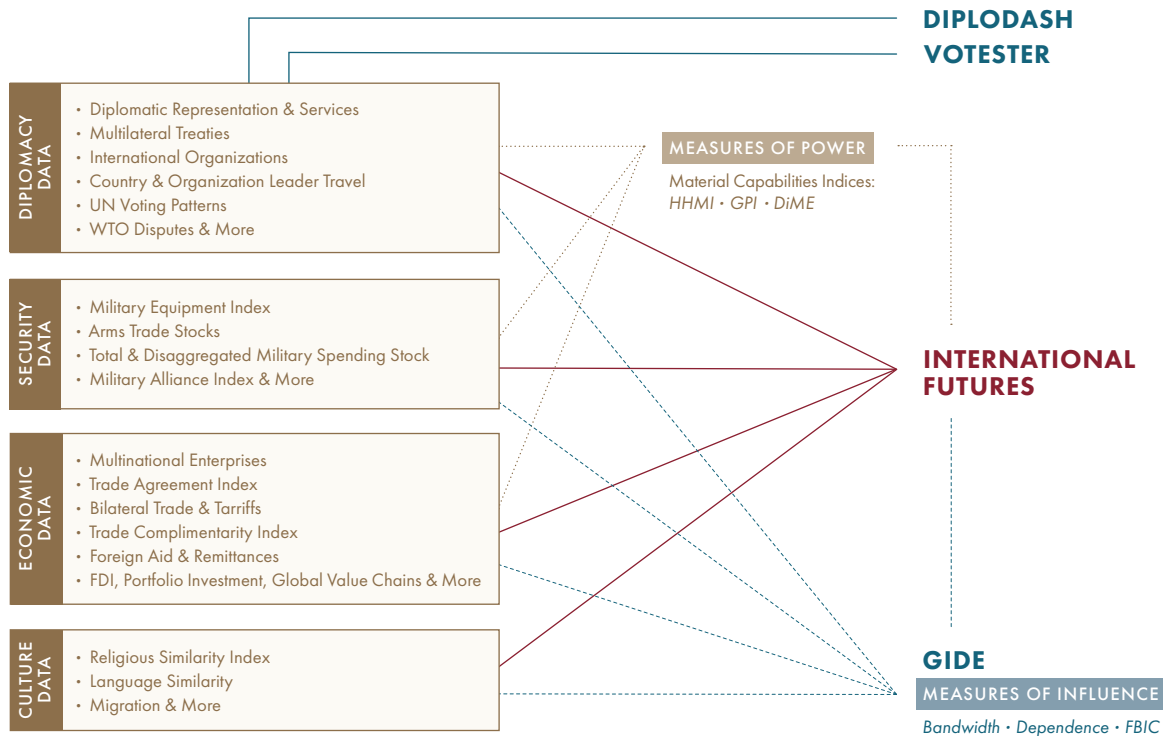 DIPLODASH
VOTESTER
DIPLOMACY
DATA
• Diplomatic Representation & Services
• Multilateral Treaties
• International Organizations
• Country & Organization Leader Travel
• UN Voting Patterns
• WTO Disputes & More
MEASURES OF POWER
Material Capabilities Indices:
HHMI • GPI • DiME
SECURITY
DATA
• Military Equipment Index
• Arms Trade Stocks
• Total & Disaggregated Military Spending Stock
• Military Alliance Index & More
INTERNATIONAL
FUTURES
ECONOMIC
DATA
• Multinational Enterprises
• Trade Agreement Index
• Bilateral Trade & Tarriffs
• Trade Complimentarity Index
• Foreign Aid & Remittances
• FDI, Portfolio Investment, Global Value Chains & More
CULTURE
DATA
• Religious Similarity Index
• Language Similarity
• Migration & More
GIDE
MEASURES OF INFLUENCE
Bandwidth • Dependence • FBIC